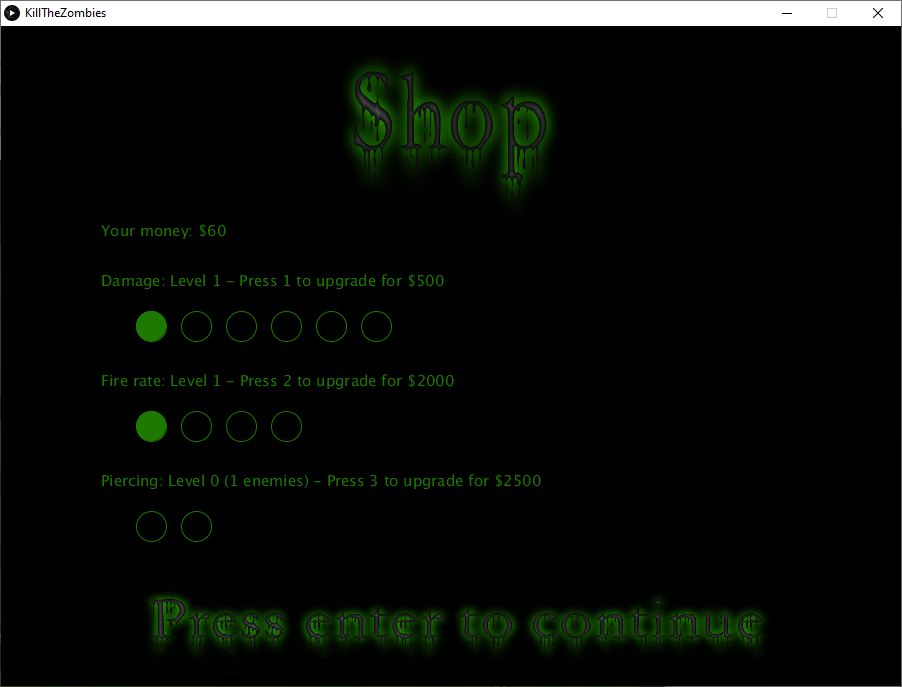 KillTheZombies
Shop
Your money: $60
Damage: Level 1 - Press 1 to upgrade for $500
Fire rate: Level 1 - Press 2 to upgrade for $2000
Piercing: Level 0 (1 enemies) - Press 3 to upgrade for $2500
Press enter to continue